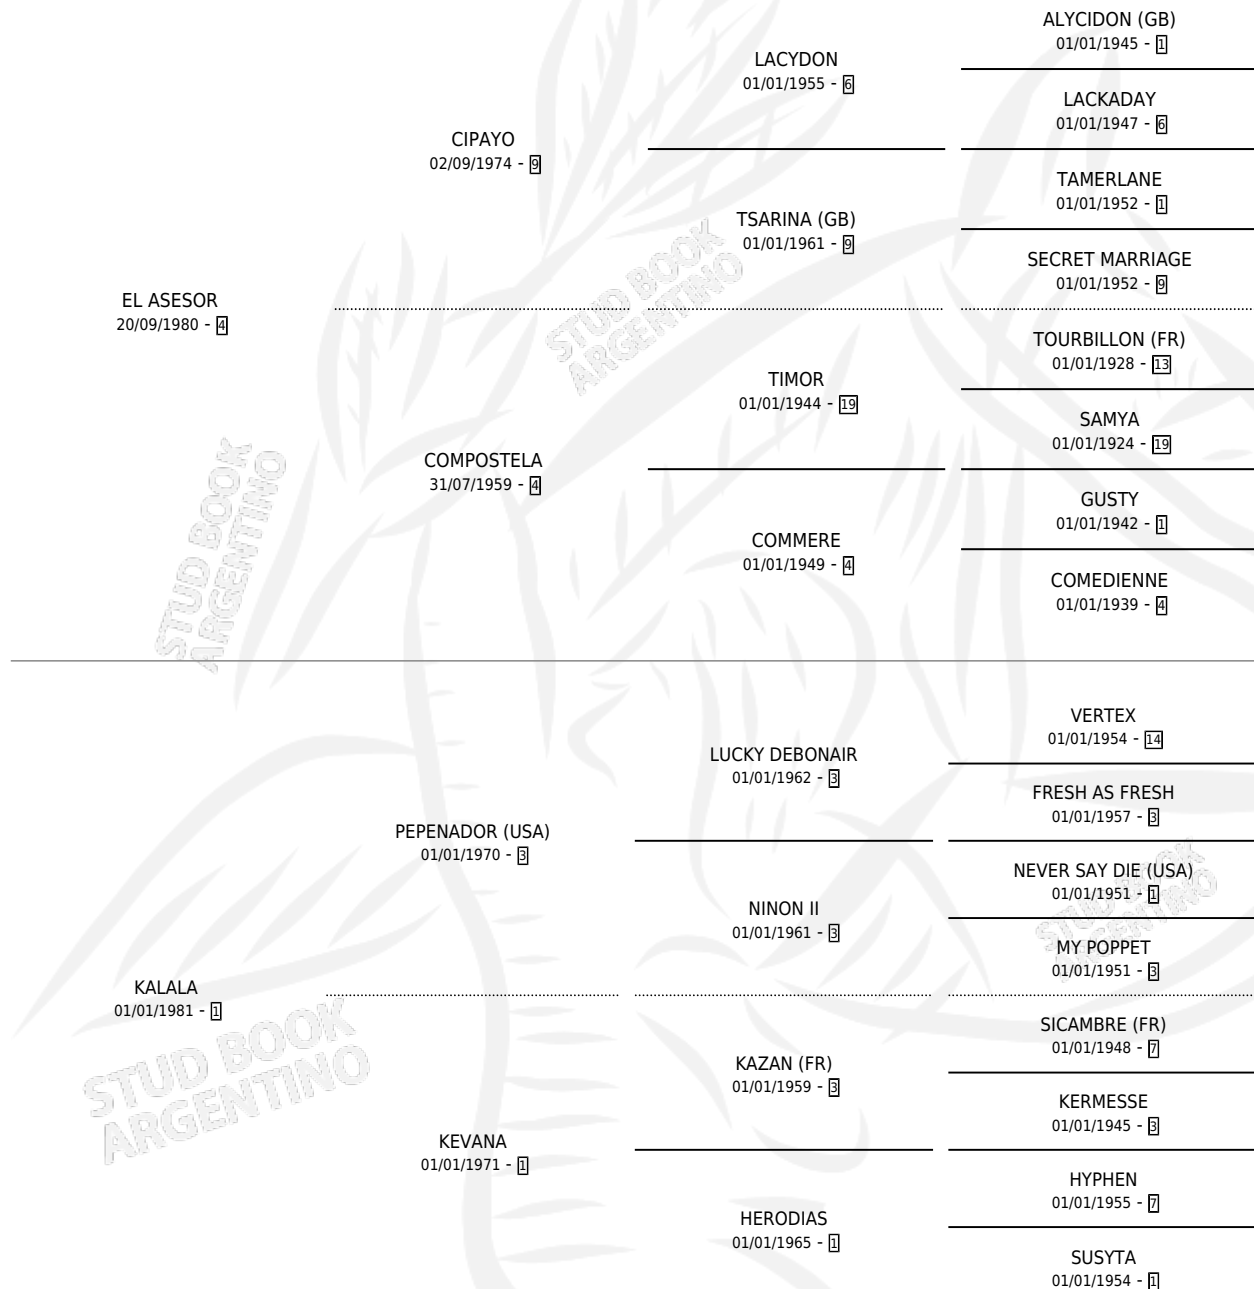 EL ASESOR
20/09/1980 - 4
CIPAYO
02/09/1974 - 9
COMPOSTELA
31/07/1959 - 4
LACYDON
01/01/1955 - 6
TSARINA (GB)
01/01/1961 - 9
TIMOR
01/01/1944 - 19
COMMERE
01/01/1949 - 4
ALYCIDON (GB)
01/01/1945 - 1
LACKADAY
01/01/1947 - 6
TAMERLANE
01/01/1952 - 1
SECRET MARRIAGE
01/01/1952 - 9
TOURBILLON (FR)
01/01/1928 - 13
SAMYA
01/01/1924 - 19
GUSTY
01/01/1942 - 1
COMEDIENNE
01/01/1939 - 4
STUD BOOK
ARGENTINO
STUD BOOK
ARGENTINO
KALALA
01/01/1981 - 1
PEPENADOR (USA)
01/01/1970 - 3
KEVANA
01/01/1971 - 1
LUCKY DEBONAIR
01/01/1962 - 3
NINON II
01/01/1961 - 3
KAZAN (FR)
01/01/1959 - 3
HERODIAS
01/01/1965 - 1
VERTEX
01/01/1954 - 14
FRESH AS FRESH
01/01/1957 - 3
NEVER SAY DIE (USA)
01/01/1951 - 1
MY POPPET
01/01/1951 - 3
SICAMBRE (FR)
01/01/1948 - 7
KERMESSE
01/01/1945 - 3
HYPHEN
01/01/1955 - 7
SUSYTA
01/01/1954 - 1
STUD BOOK
ARGENTINO
STUD BOOK
ARGENTINO